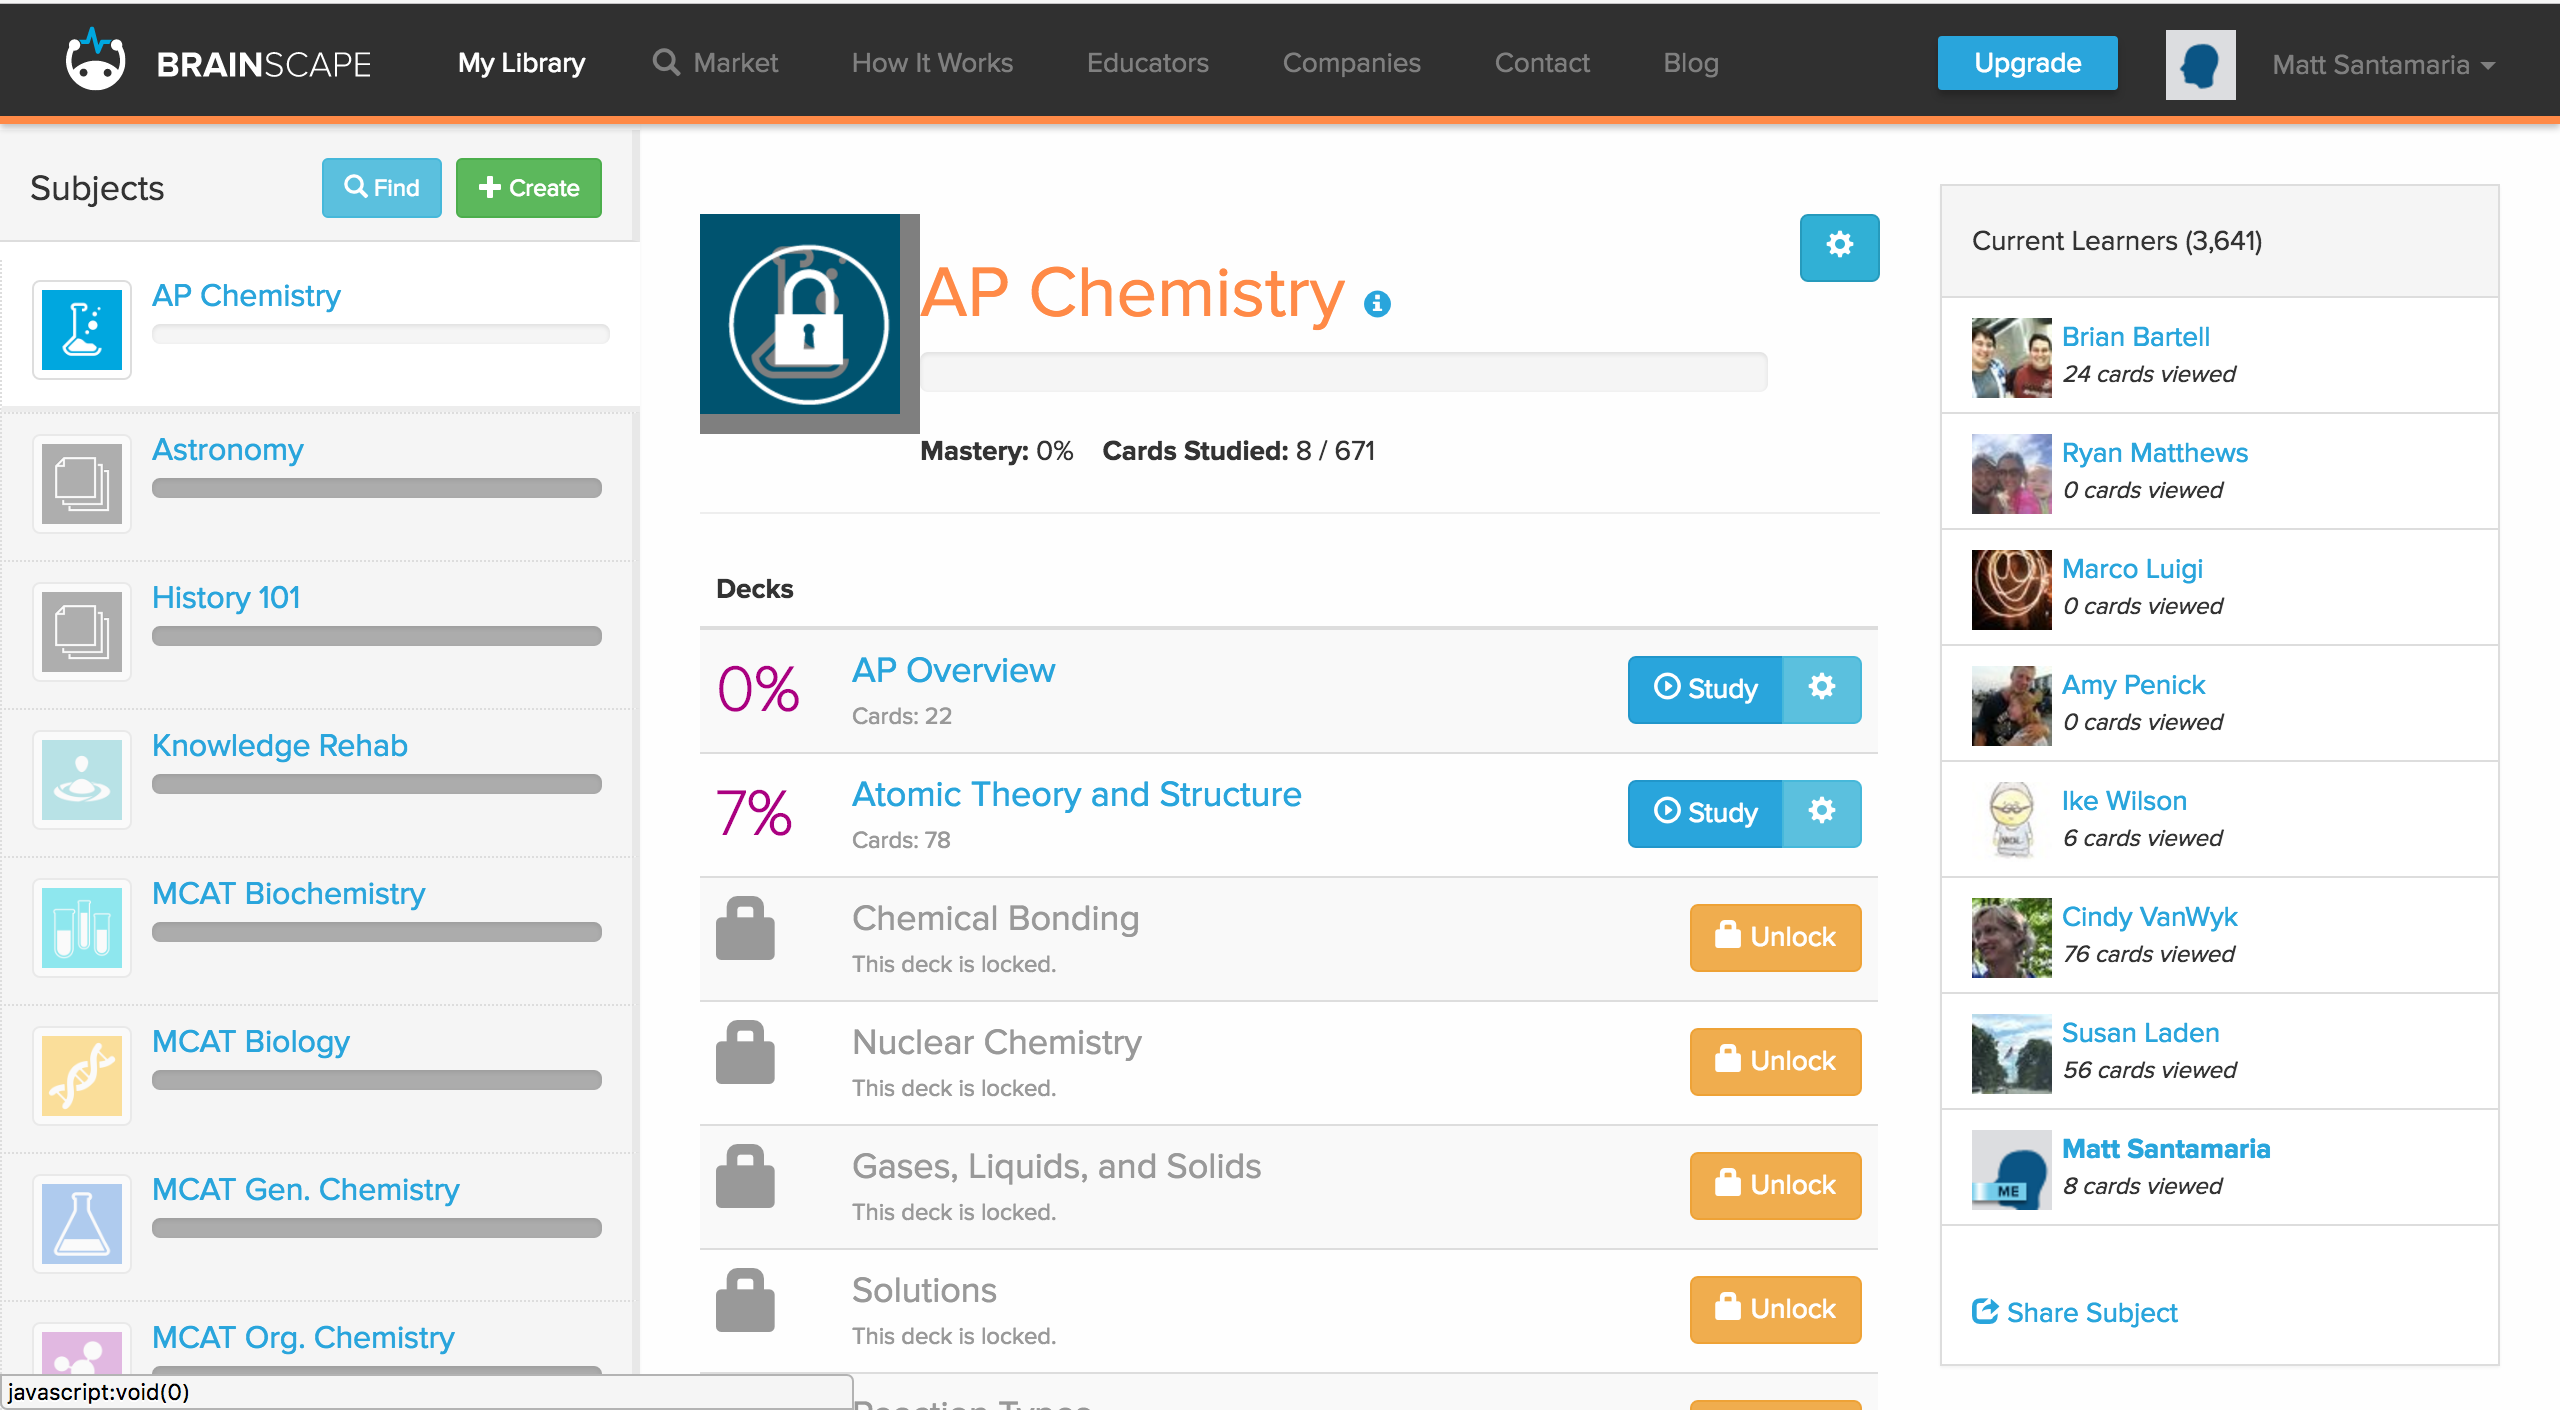 BRAINSCAPE
My Library
Market
How It Works
Educators
Companies
Contact
Blog
Upgrade
Matt Santamaria
Subjects
Find
Create
AP Chemistry
Astronomy
History 101
Knowledge Rehab
MCAT Biochemistry
MCAT Biology
MCAT Gen. Chemistry
MCAT Org. Chemistry
javascript:void(0)
AP Chemistry
Mastery: 0% Cards Studied: 8 / 671
Decks
0%
AP Overview
Cards: 22
Study
7%
Atomic Theory and Structure
Cards: 78
Study
Chemical Bonding
This deck is locked.
Unlock
Nuclear Chemistry
This deck is locked.
Unlock
Gases, Liquids, and Solids
This deck is locked.
Unlock
Solutions
This deck is locked.
Unlock
Reaction Types
Current Learners (3,641)
Brian Bartell
24 cards viewed
Ryan Matthews
0 cards viewed
Marco Luigi
0 cards viewed
Amy Penick
0 cards viewed
Ike Wilson
6 cards viewed
Cindy VanWyk
76 cards viewed
Susan Laden
56 cards viewed
ME
Matt Santamaria
8 cards viewed
Share Subject